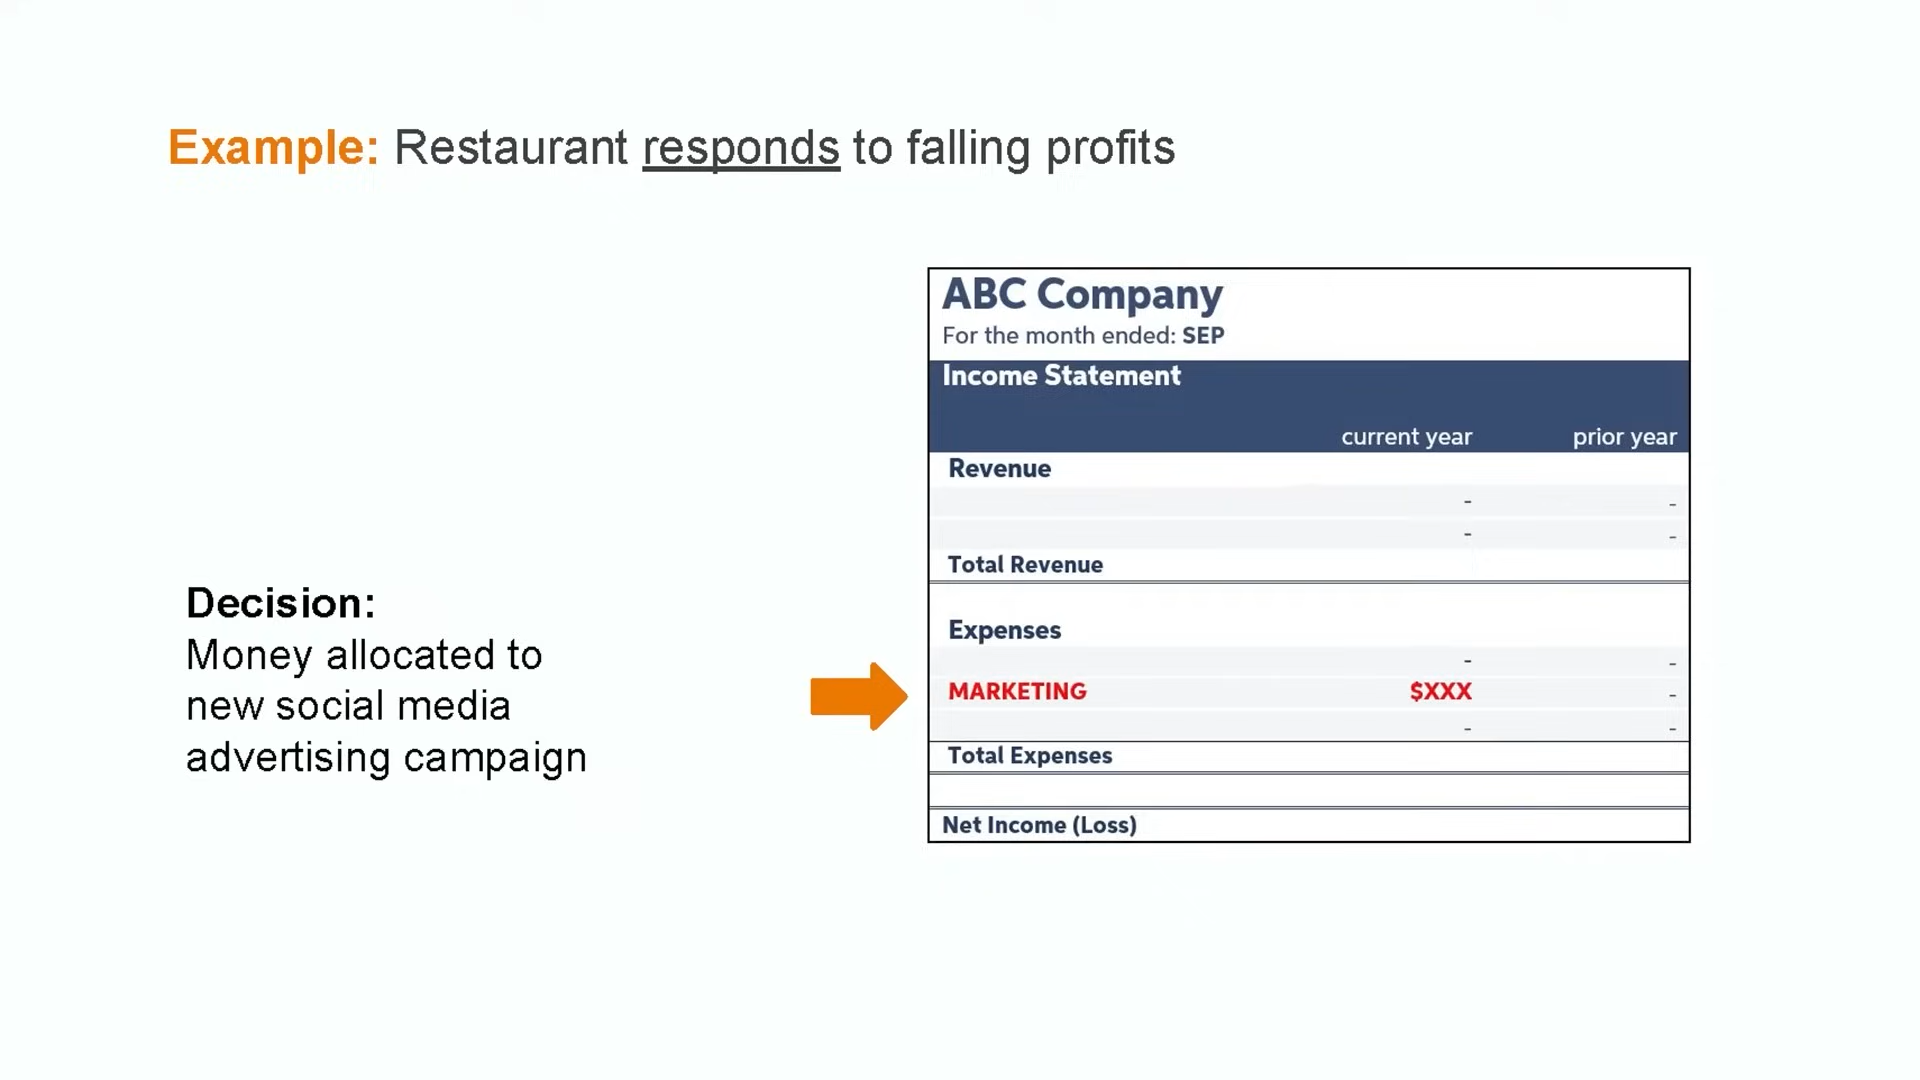 Example: Restaurant responds to falling profits
ABC Company
For the month ended: SEP
Income Statement
current year prior year
Revenue
- -
- -
Total Revenue
Expenses
- -
MARKETING $XXX -
- -
Total Expenses
Net Income (Loss)
Decision:
Money allocated to
new social media
advertising campaign